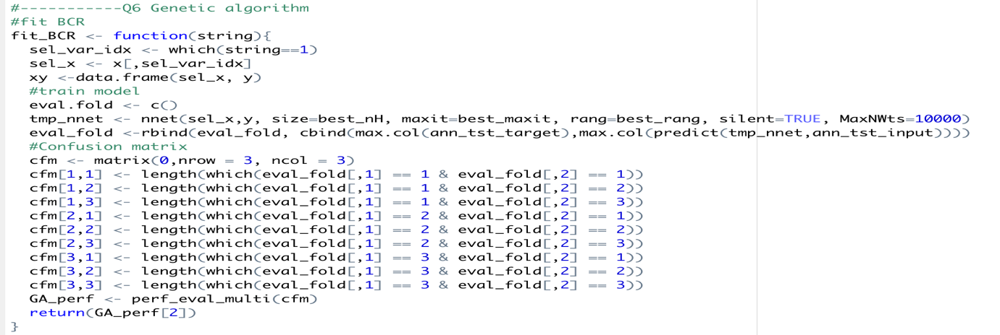 #-----------Q6 Genetic algorithm
#fit BCR
fit_BCR <- function(string){
  sel_var_idx <- which(string==1)
  sel_x <- x[,sel_var_idx]
  xy <-data.frame(sel_x, y)
  #train model
  eval.fold <- c()
  tmp_nnet <- nnet(sel_x,y, size=best_nH, maxit=best_maxit, rang=best_rang, silent=TRUE, MaxNWts=10000)
  eval_fold <-rbind(eval_fold, cbind(max.col(ann_tst_target),max.col(predict(tmp_nnet,ann_tst_input))))
  #Confusion matrix
  cfm <- matrix(0,nrow = 3, ncol = 3)
  cfm[1,1] <- length(which(eval_fold[,1] == 1 & eval_fold[,2] == 1))
  cfm[1,2] <- length(which(eval_fold[,1] == 1 & eval_fold[,2] == 2))
  cfm[1,3] <- length(which(eval_fold[,1] == 1 & eval_fold[,2] == 3))
  cfm[2,1] <- length(which(eval_fold[,1] == 2 & eval_fold[,2] == 1))
  cfm[2,2] <- length(which(eval_fold[,1] == 2 & eval_fold[,2] == 2))
  cfm[2,3] <- length(which(eval_fold[,1] == 2 & eval_fold[,2] == 3))
  cfm[3,1] <- length(which(eval_fold[,1] == 3 & eval_fold[,2] == 1))
  cfm[3,2] <- length(which(eval_fold[,1] == 3 & eval_fold[,2] == 2))
  cfm[3,3] <- length(which(eval_fold[,1] == 3 & eval_fold[,2] == 3))
  GA_perf <- perf_eval_multi(cfm)
  return(GA_perf[2])
}